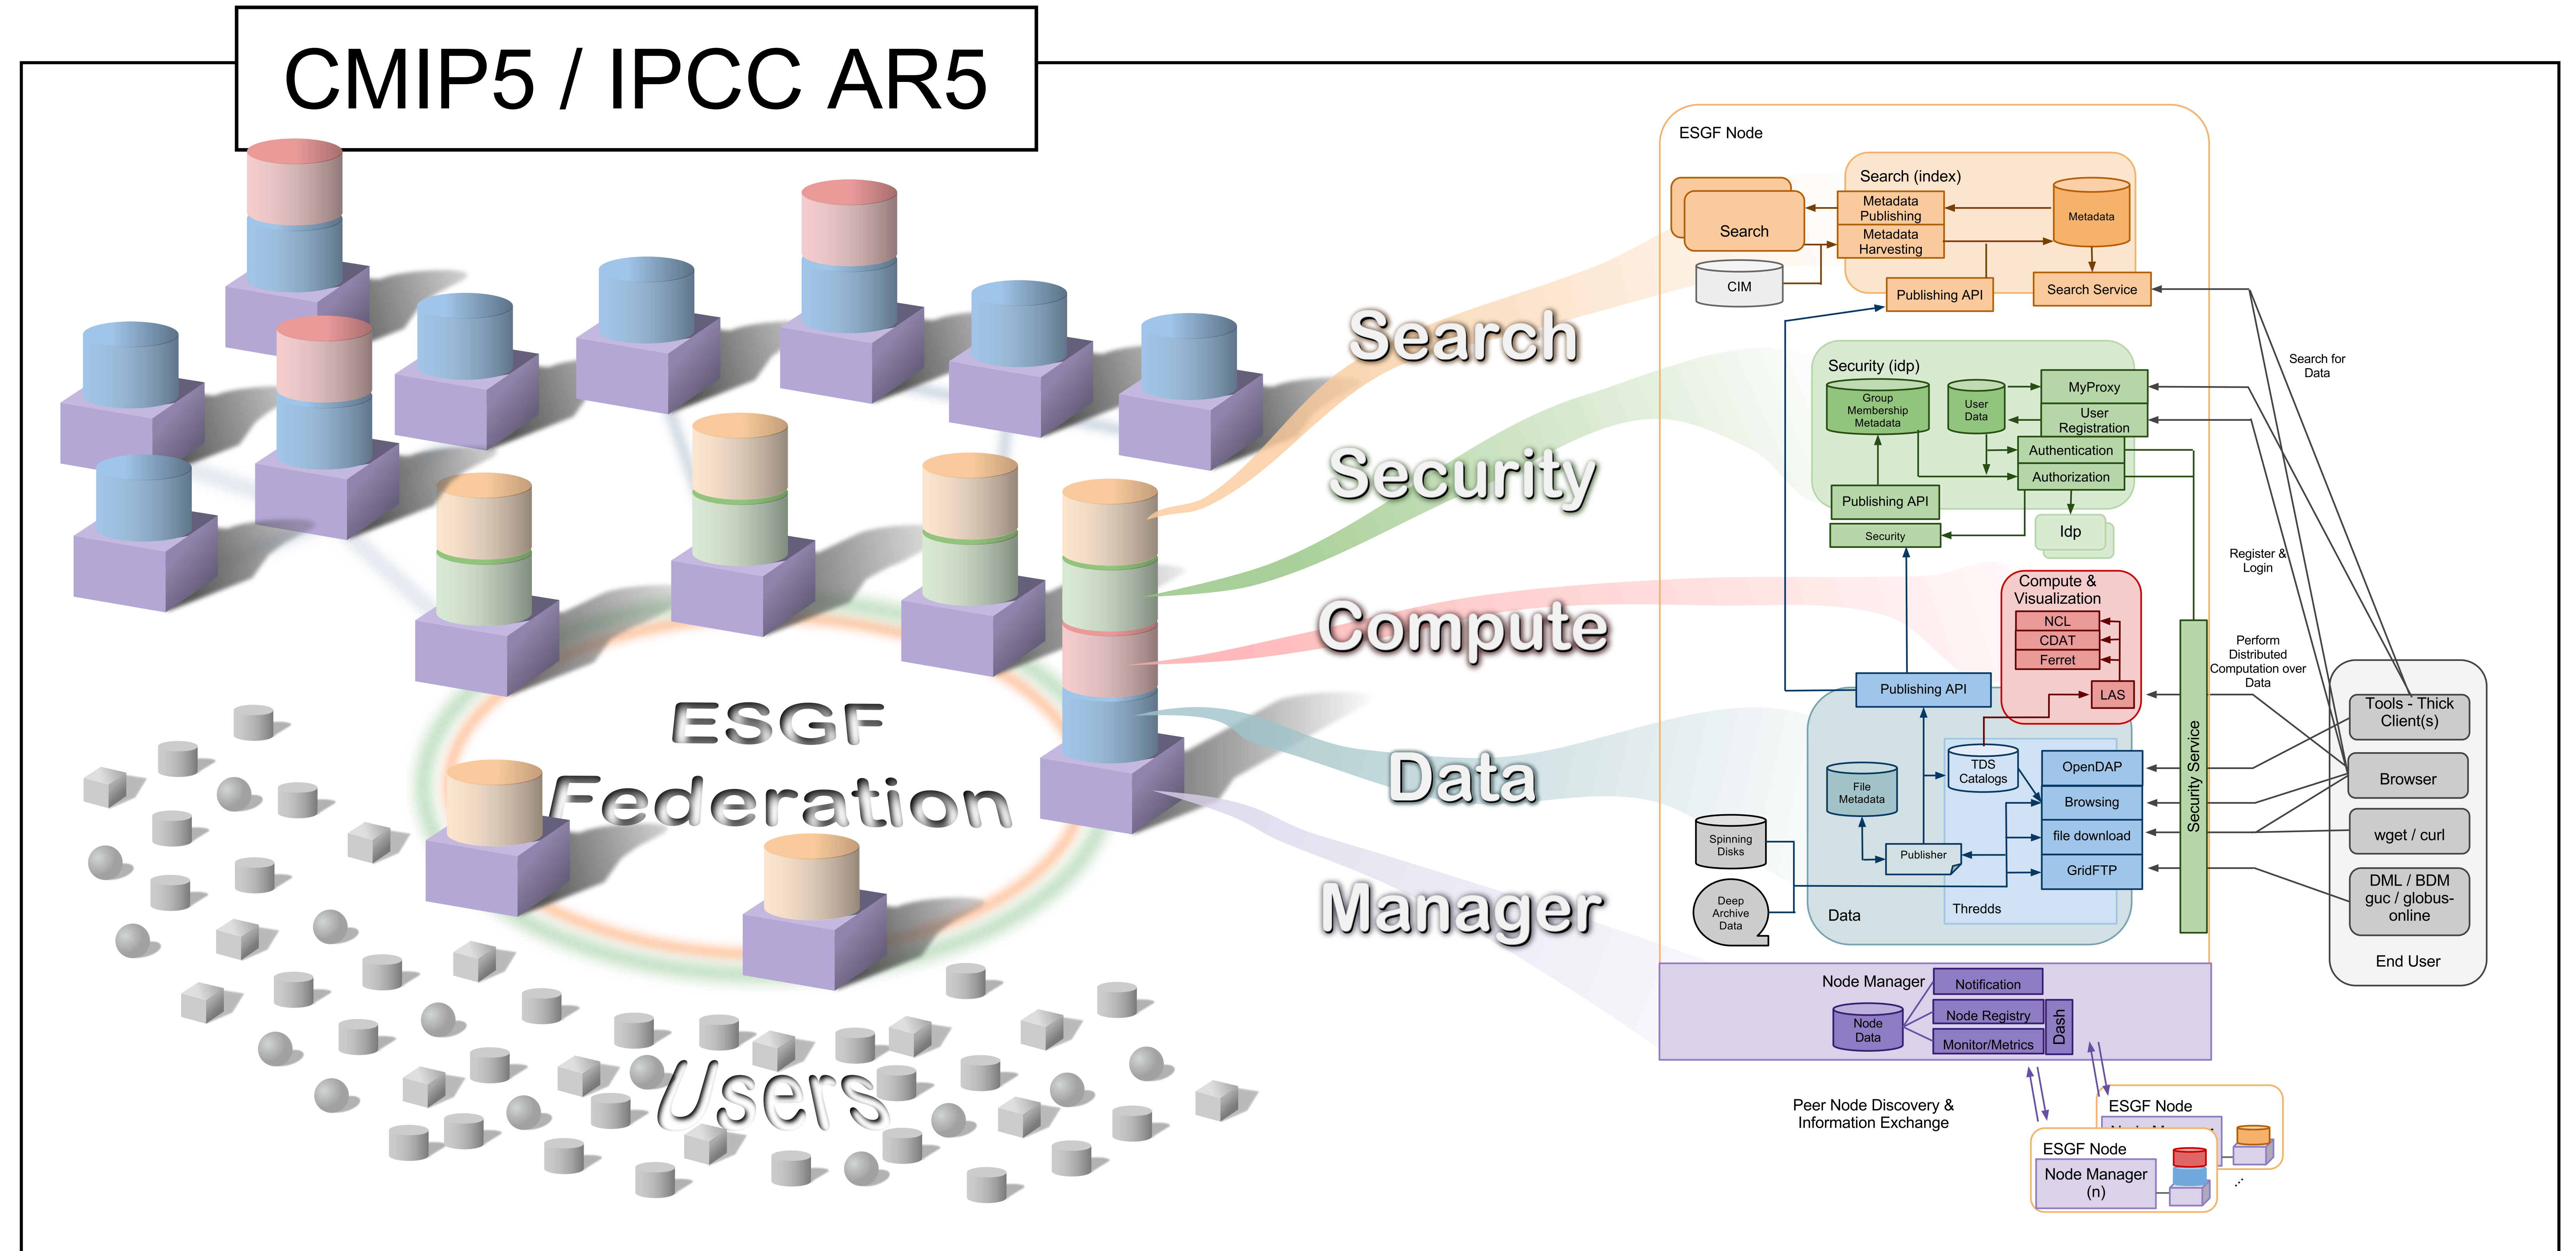 CMIP5 / IPCC AR5
ESGF
Federation
Users
Search
Security
Compute
Data
Manager
ESGF Node
Search (index)
Search
CIM
Metadata
Publishing
Metadata
Harvesting
Metadata
Publishing API
Search Service
Security (idp)
Group
Membership
Metadata
User
Data
MyProxy
User
Registration
Authentication
Authorization
Publishing API
Security
Idp
Compute &
Visualization
NCL
CDAT
Ferret
LAS
Publishing API
TDS
Catalogs
File
Metadata
Publisher
OpenDAP
Browsing
file download
GridFTP
Thredds
Data
Spinning
Disks
Deep
Archive
Data
Security Service
Node Manager
Node
Data
Notification
Node Registry
Monitor/Metrics
Dash
Search for
Data
Register &
Login
Perform
Distributed
Computation over
Data
Tools - Thick
Client(s)
Browser
wget / curl
DML / BDM
guc / globus-
online
End User
Peer Node Discovery &
Information Exchange
ESGF Node
ESGF Node
Node Manager
(n)
...